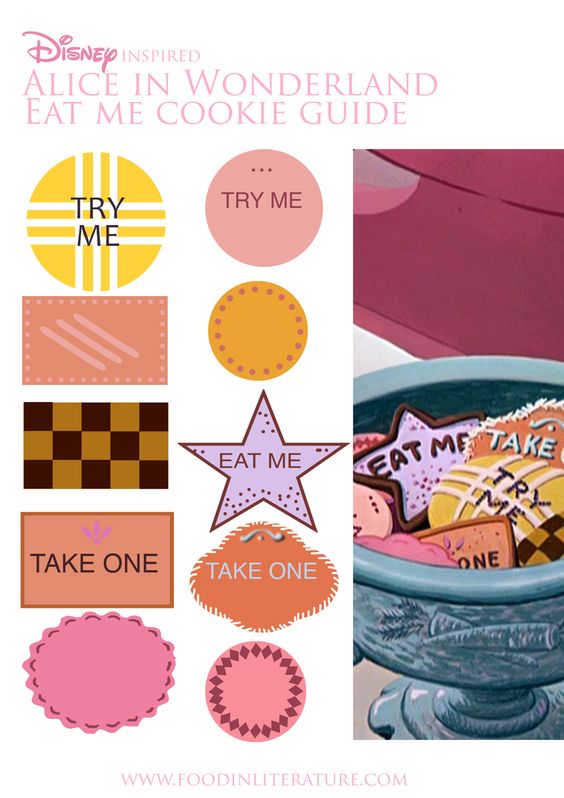 Disney INSPIRED
ALICE IN WONDERLAND
EAT ME COOKIE GUIDE
TRY
ME
...
TRY ME
EAT ME
TAKE ONE
TAKE ONE
EAT ME
TAKE
TRY
ME
ONE
WWW.FOODINLITERATURE.COM